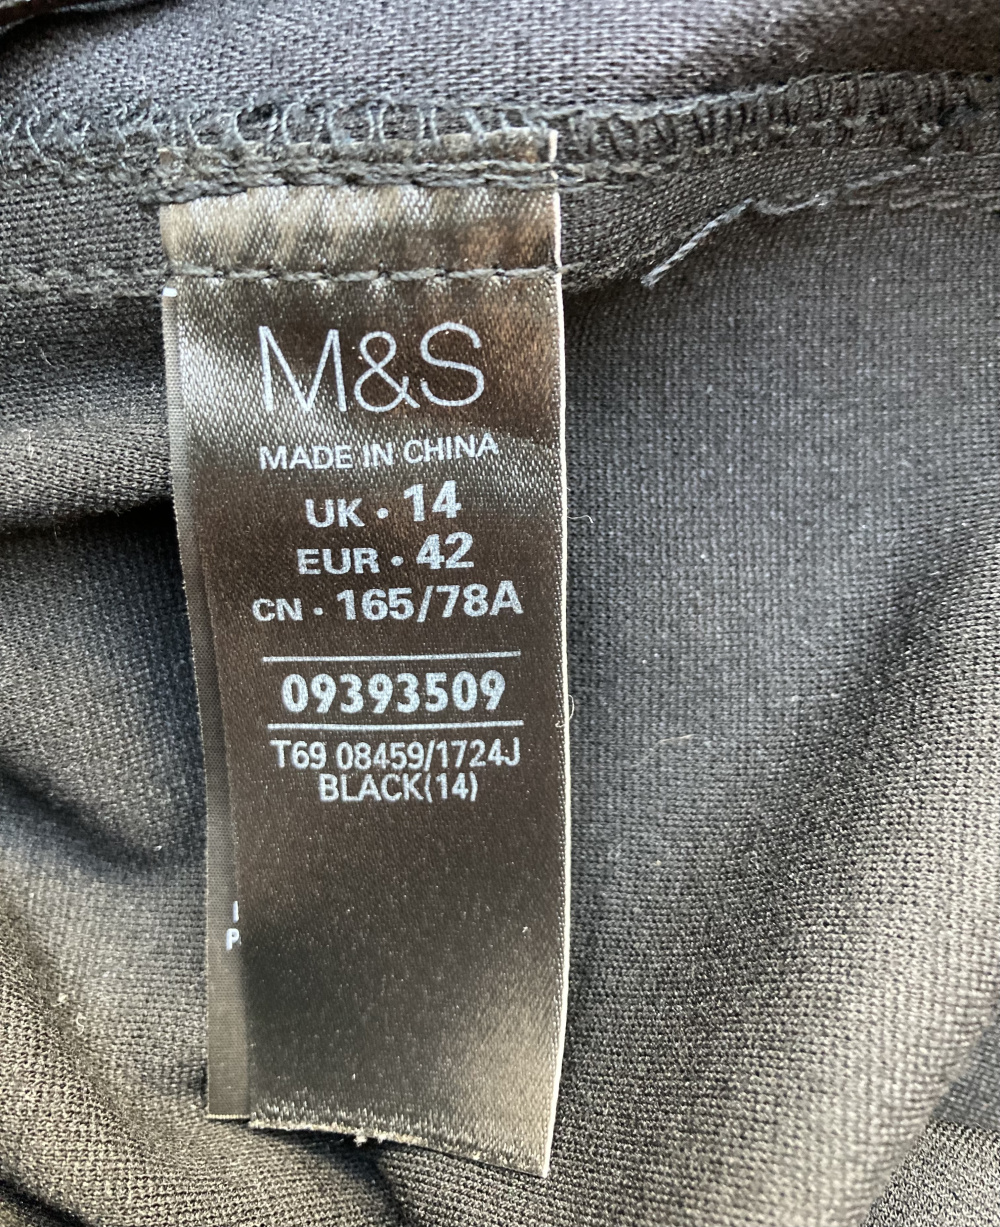 M&S
MADE IN CHINA
UK · 14
EUR · 42
CN · 165/78A
09393509
T69 08459/1724J
BLACK(14)
P